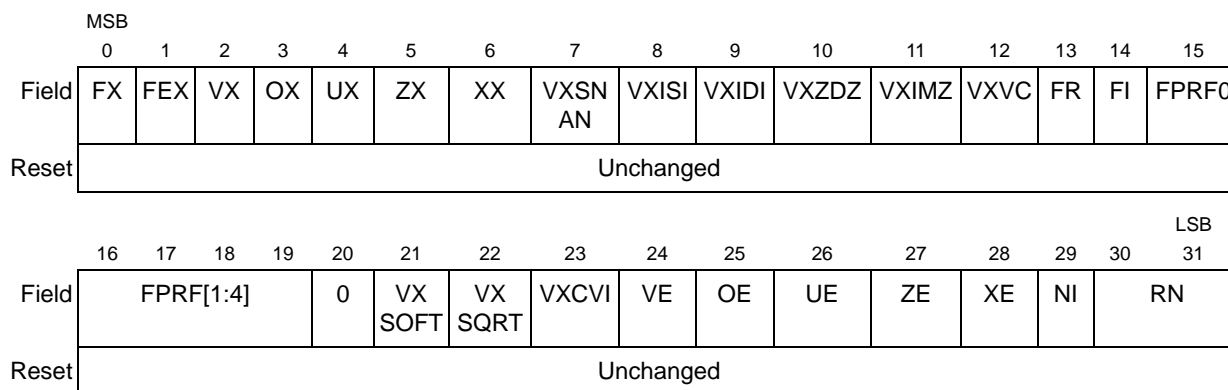 MSB
0 1 2 3 4 5 6 7 8 9 10 11 12 13 14 15
Field FX FEX VX OX UX ZX XX VXSN VXISI VXIDI VXZDZ VXIMZ VXVC FR FI FPRF0
AN
Reset Unchanged
LSB
16 17 18 19 20 21 22 23 24 25 26 27 28 29 30 31
Field FPRF[1:4] 0 VX VX VXCVI VE OE UE ZE XE NI RN
SOFT SQRT
Reset Unchanged